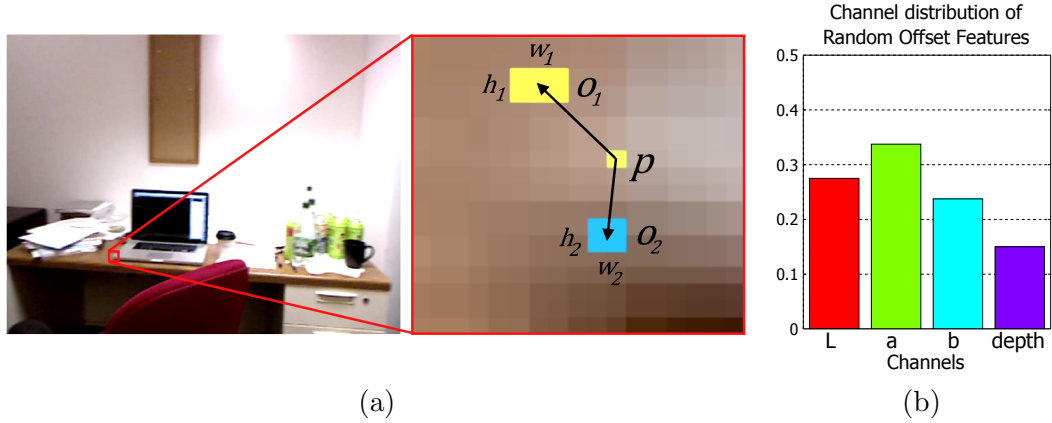 w₁
h₁
o₁
p
h₂
o₂
w₂
(a)
Channel distribution of
Random Offset Features
0.5
0.4
0.3
0.2
0.1
0
L a b depth
Channels
(b)